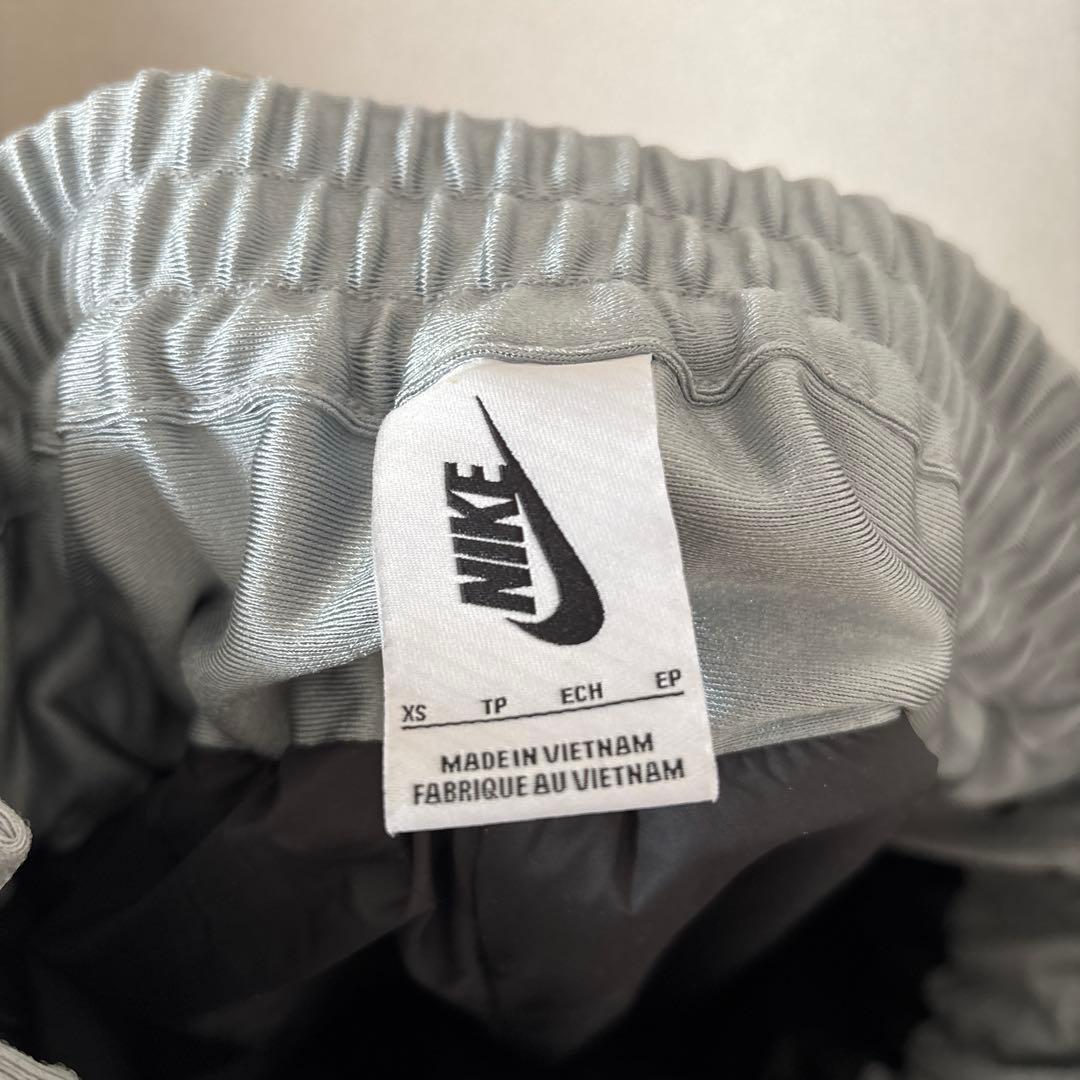 NIKE
XS TP ECH EP
MADE IN VIETNAM
FABRIQUE AU VIETNAM